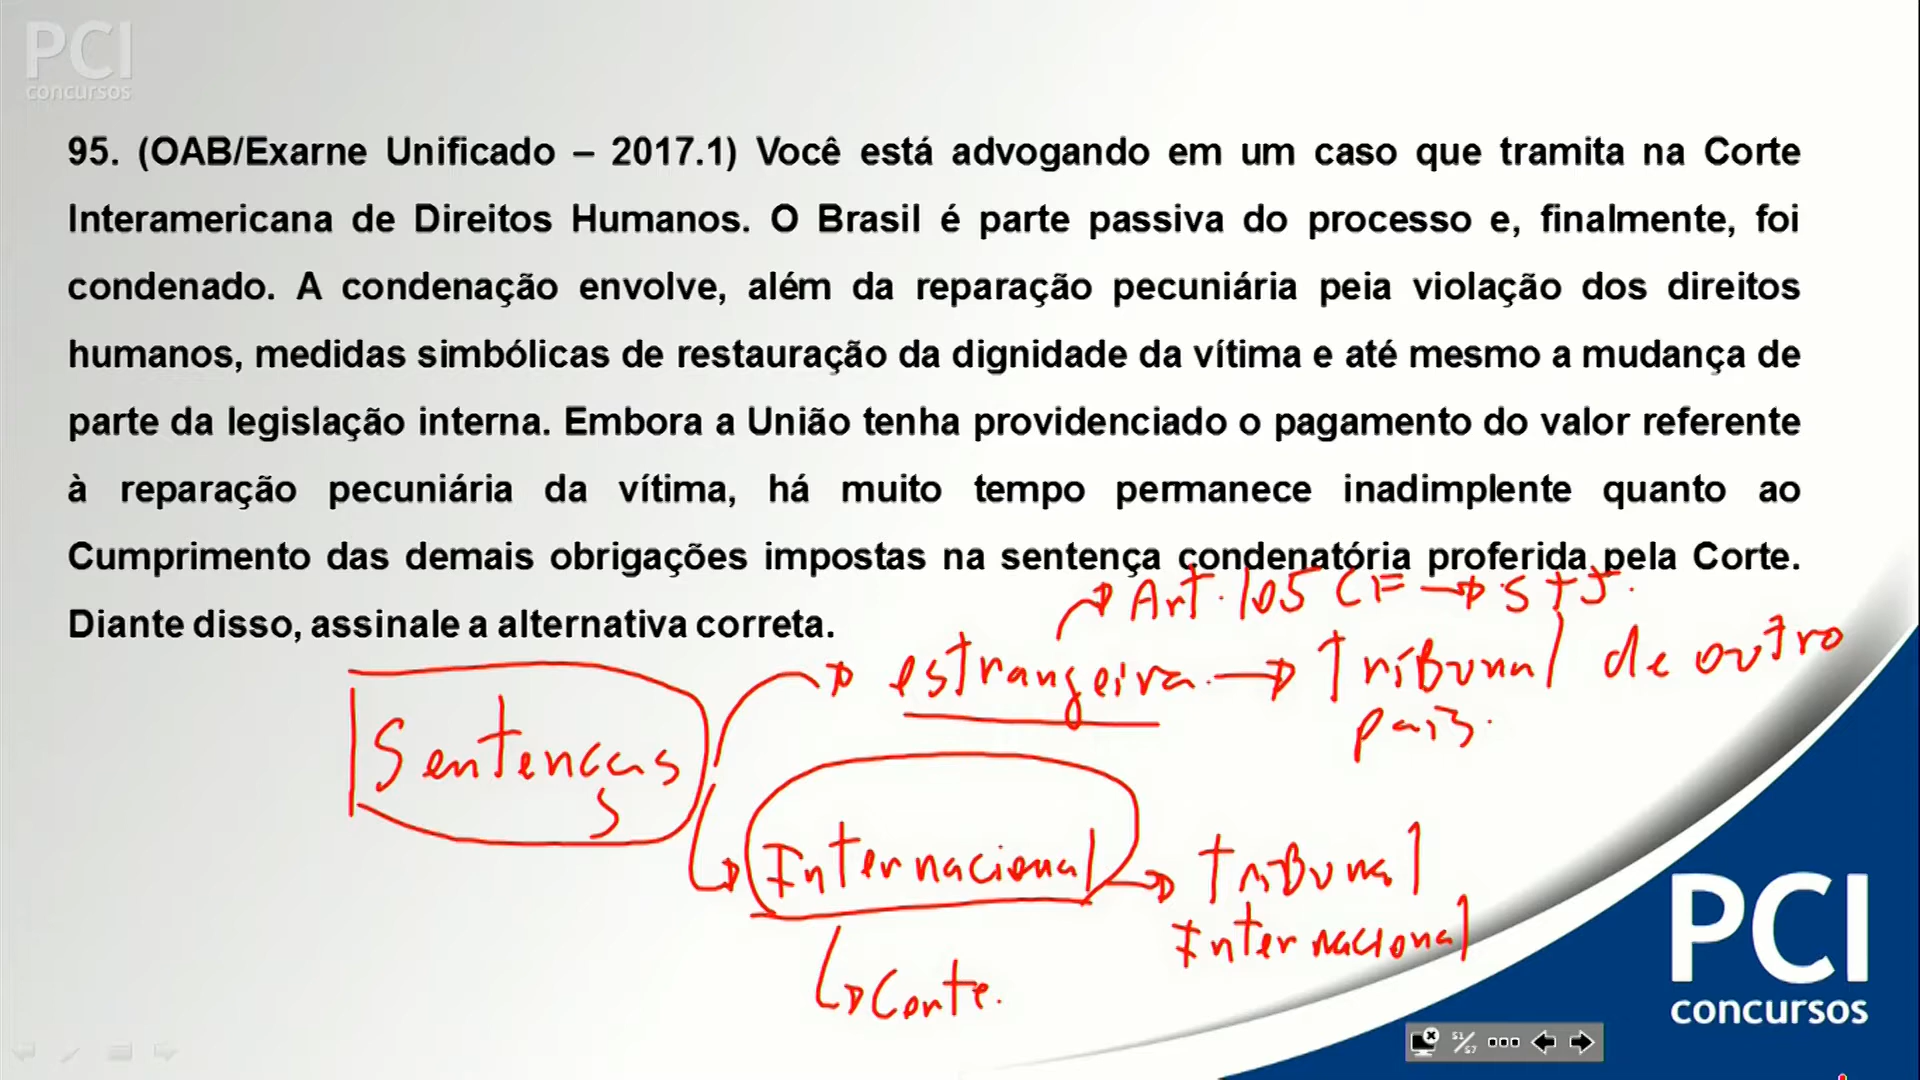 PCI
concursos
95. (OAB/Exarne Unificado – 2017.1) Você está advogando em um caso que tramita na Corte
Interamericana de Direitos Humanos. O Brasil é parte passiva do processo e, finalmente, foi
condenado. A condenação envolve, além da reparação pecuniária peia violação dos direitos
humanos, medidas simbólicas de restauração da dignidade da vítima e até mesmo a mudança de
parte da legislação interna. Embora a União tenha providenciado o pagamento do valor referente
à reparação pecuniária da vítima, há muito tempo permanece inadimplente quanto ao
Cumprimento das demais obrigações impostas na sentença condenatória proferida pela Corte.
Diante disso, assinale a alternativa correta.
Art. 105 CF → STJ.
estrangeira. → Tribunal de outro
país.
Sentenças
Internacional → Tribunal
Internacional
Corte.
PCI
concursos
51/57